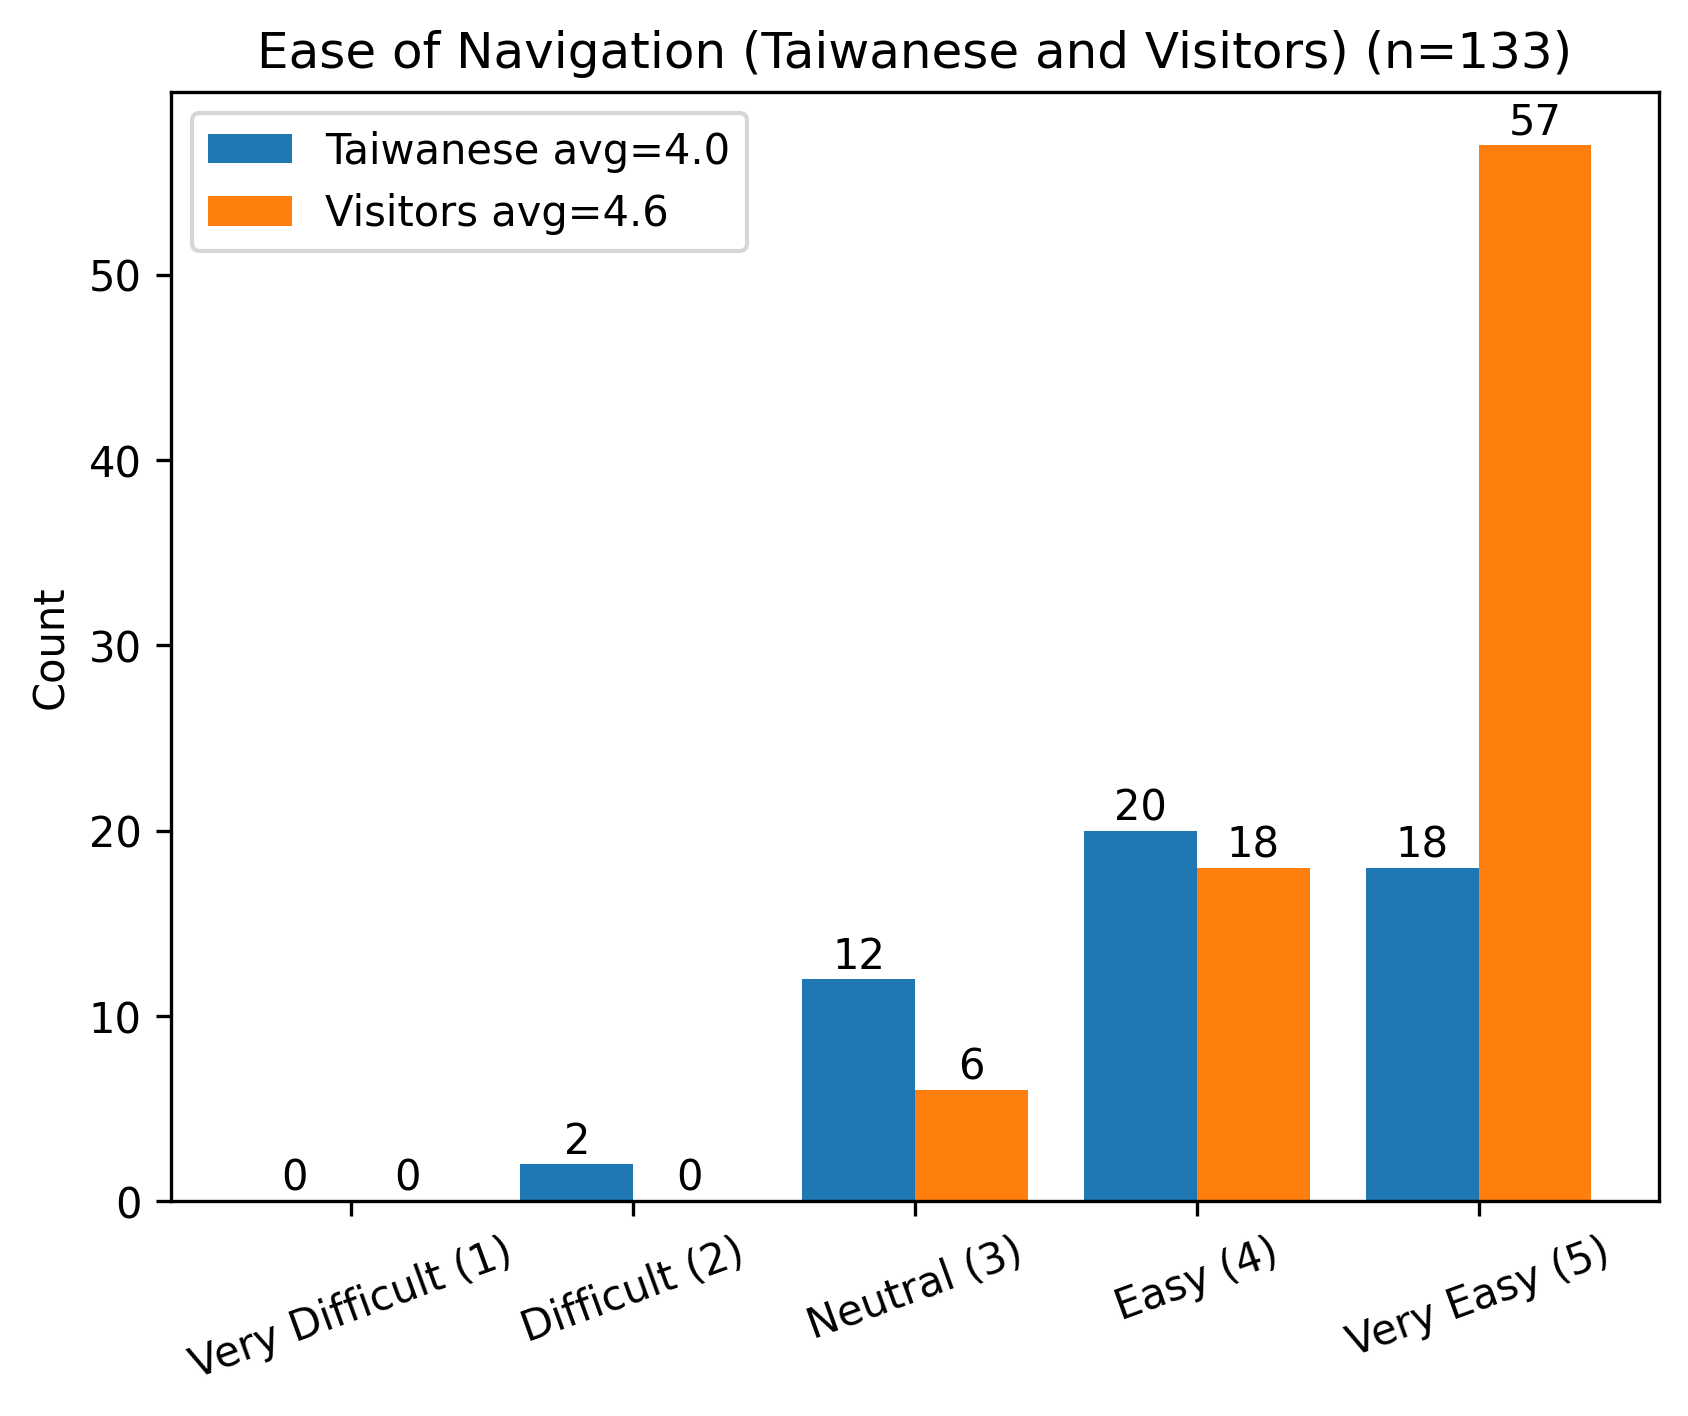 Ease of Navigation (Taiwanese and Visitors) (n=133)
Taiwanese avg=4.0
Visitors avg=4.6
Count
50
40
30
20
10
0
0
0
2
0
12
6
20
18
18
57
Very Difficult (1)
Difficult (2)
Neutral (3)
Easy (4)
Very Easy (5)